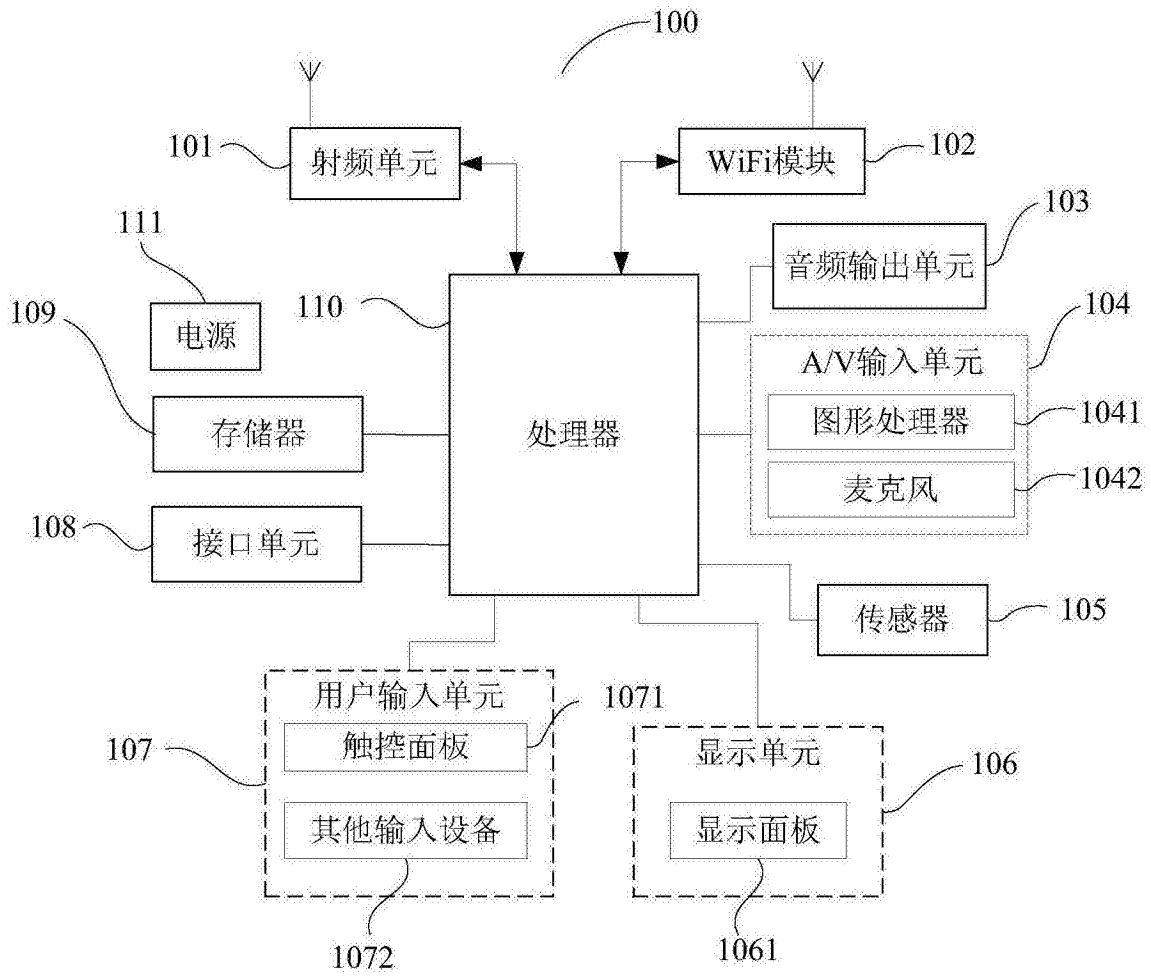 100
101
射频单元
WiFi模块
102
111
103
音频输出单元
110
109
电源
104
A/V输入单元
存储器
处理器
图形处理器
1041
麦克风
1042
108
接口单元
传感器
105
用户输入单元
1071
107
触控面板
显示单元
106
其他输入设备
显示面板
1072
1061